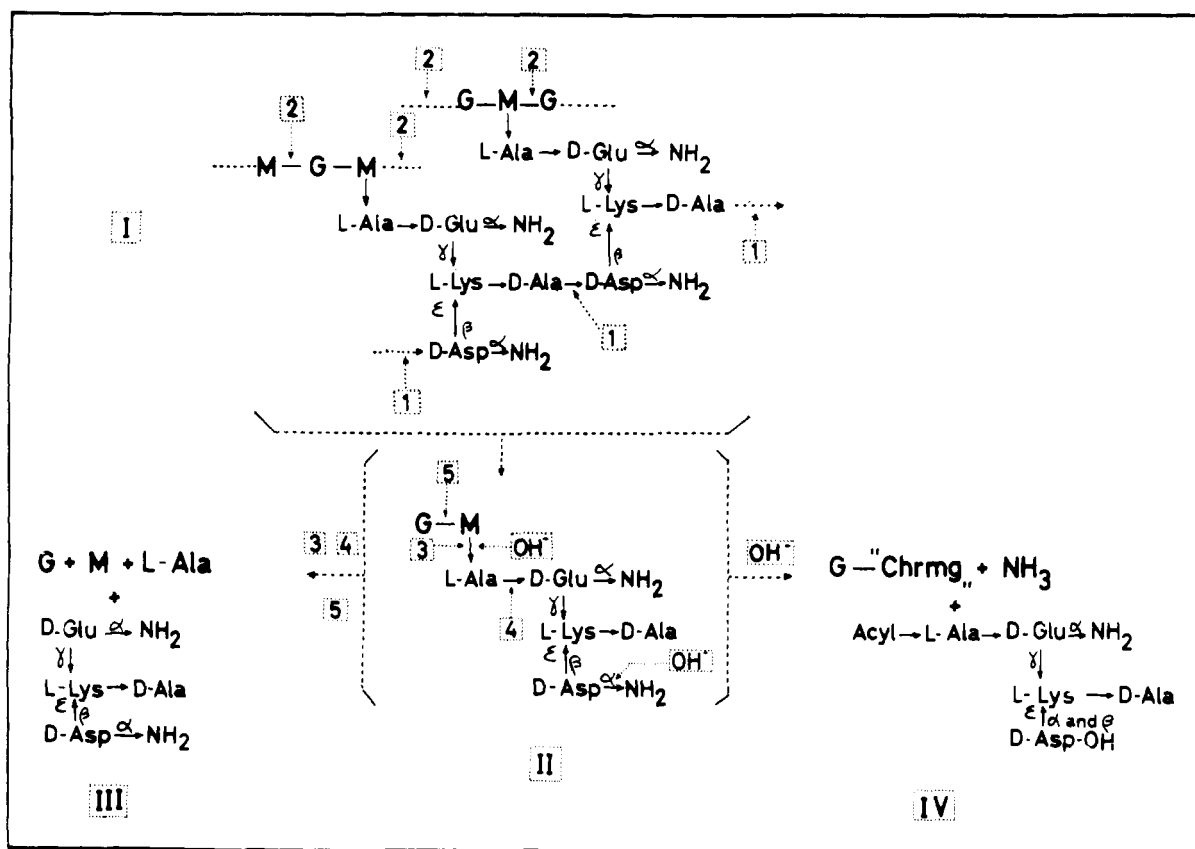 2 2
G—M—G
2 2
L-Ala→D-Glu α→NH2
M—G—M
γ↓
L-Lys→D-Ala
I
L-Ala→D-Glu α→NH2
ε↑
1
γ↓
β
L-Lys→D-Ala→D-Asp α→NH2
ε↑β
1
D-Asp α→NH2
1
5
G—M
3 4
3 OH-
OH-
G + M + L-Ala
L-Ala→D-Glu α→NH2
G—"Chrmg" + NH3
5
+
4 γ↓
+
D-Glu α→NH2
L-Lys→D-Ala
Acyl→L-Ala→D-Glu α→NH2
γ↓
ε↑β OH-
γ↓
L-Lys→D-Ala
D-Asp α→NH2
L-Lys→D-Ala
ε↑β
ε↑α and β
D-Asp α→NH2
D-Asp-OH
II
III
IV